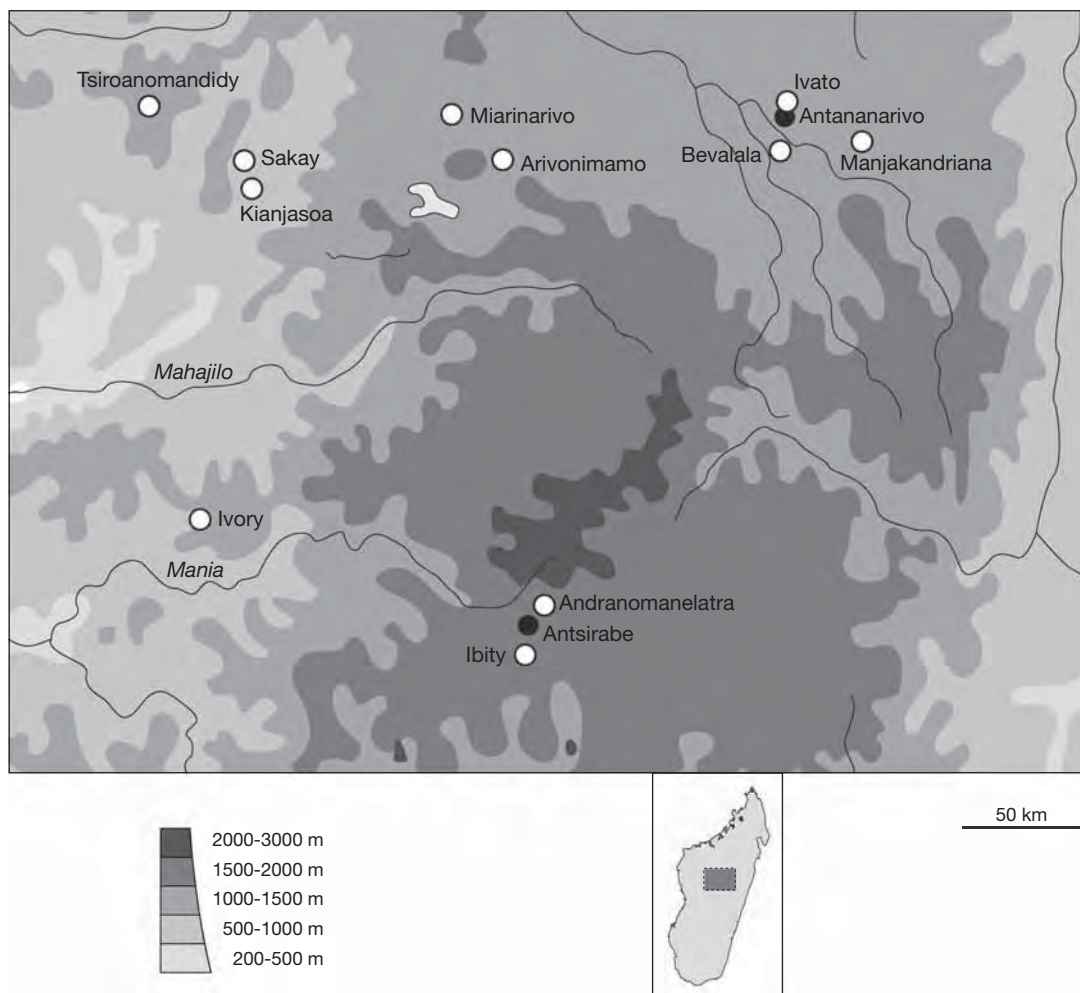 Tsiroanomandidy
Ivato
Miarinarivo
Antananarivo
Sakay
Arivonimamo
Bevalala
Manjakandriana
Kianjasoa
Mahajilo
Ivory
Mania
Andranomanelatra
Antsirabe
Ibity
50 km
2000-3000 m
1500-2000 m
1000-1500 m
500-1000 m
200-500 m